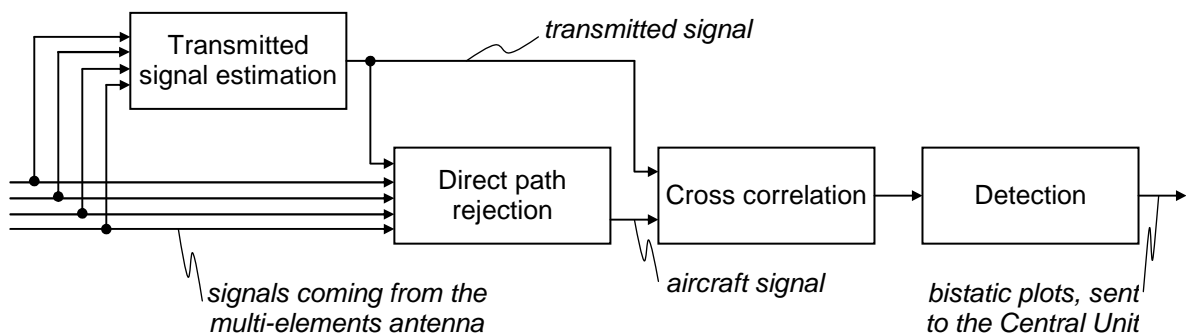 transmitted signal
Transmitted
signal estimation
Direct path
rejection
Cross correlation
Detection
aircraft signal
signals coming from the
multi-elements antenna
bistatic plots, sent
to the Central Unit